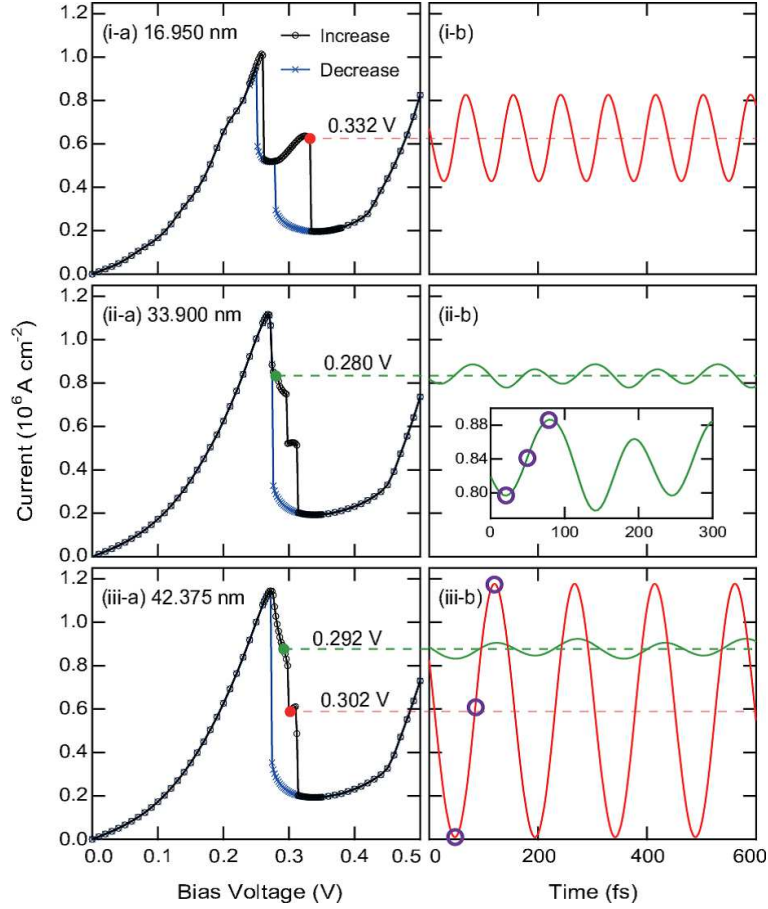 (i-a) 16.950 nm
Increase
Decrease
0.332 V
1.2
1.0
0.8
0.6
0.4
0.2
0.0
(i-b)
(ii-a) 33.900 nm
0.280 V
1.2
1.0
0.8
0.6
0.4
0.2
0.0
Current (10⁶ A cm⁻²)
(ii-b)
0.88
0.84
0.80
0 100 200 300
(iii-a) 42.375 nm
0.292 V
0.302 V
1.2
1.0
0.8
0.6
0.4
0.2
0.0
0.0 0.1 0.2 0.3 0.4 0.5
Bias Voltage (V)
(iii-b)
0 200 400 600
Time (fs)